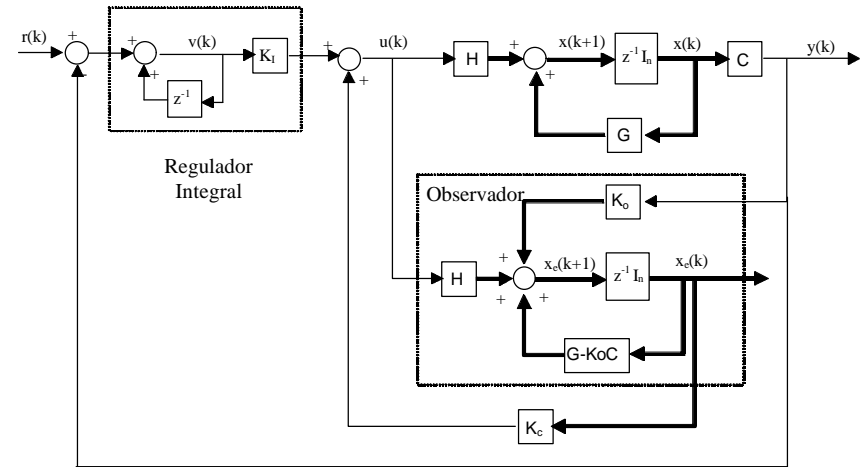 r(k)
+
-
+
+
v(k)
z⁻¹
K_I
Regulador
Integral
+
+
u(k)
H
+
+
x(k+1)
z⁻¹ I_n
x(k)
C
y(k)
G
Observador
K_o
H
+
+
+
x_e(k+1)
z⁻¹ I_n
x_e(k)
G-KoC
K_c